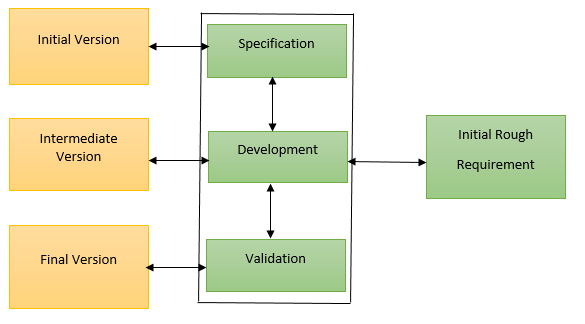 Initial Version
Specification
Intermediate
Version
Development
Initial Rough
Requirement
Final Version
Validation